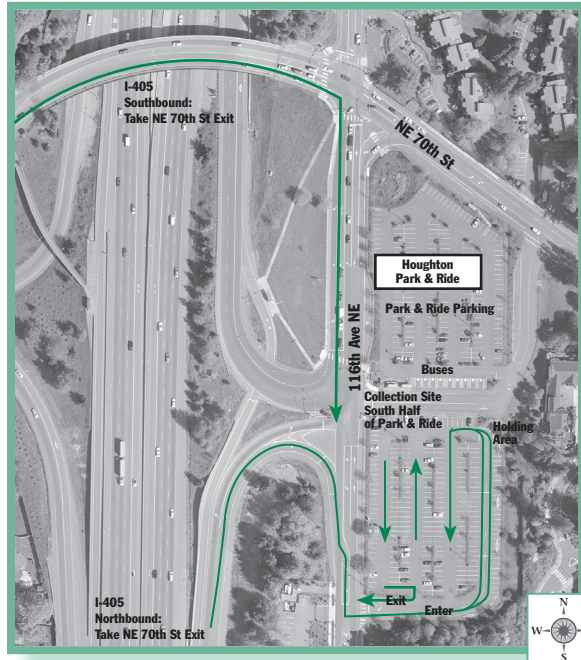 I-405
Southbound:
Take NE 70th St Exit
NE 70th St
Houghton
Park & Ride
Park & Ride Parking
116th Ave NE
Buses
Collection Site
South Half
of Park & Ride
Holding
Area
Exit
Enter
I-405
Northbound:
Take NE 70th St Exit
N
W
S